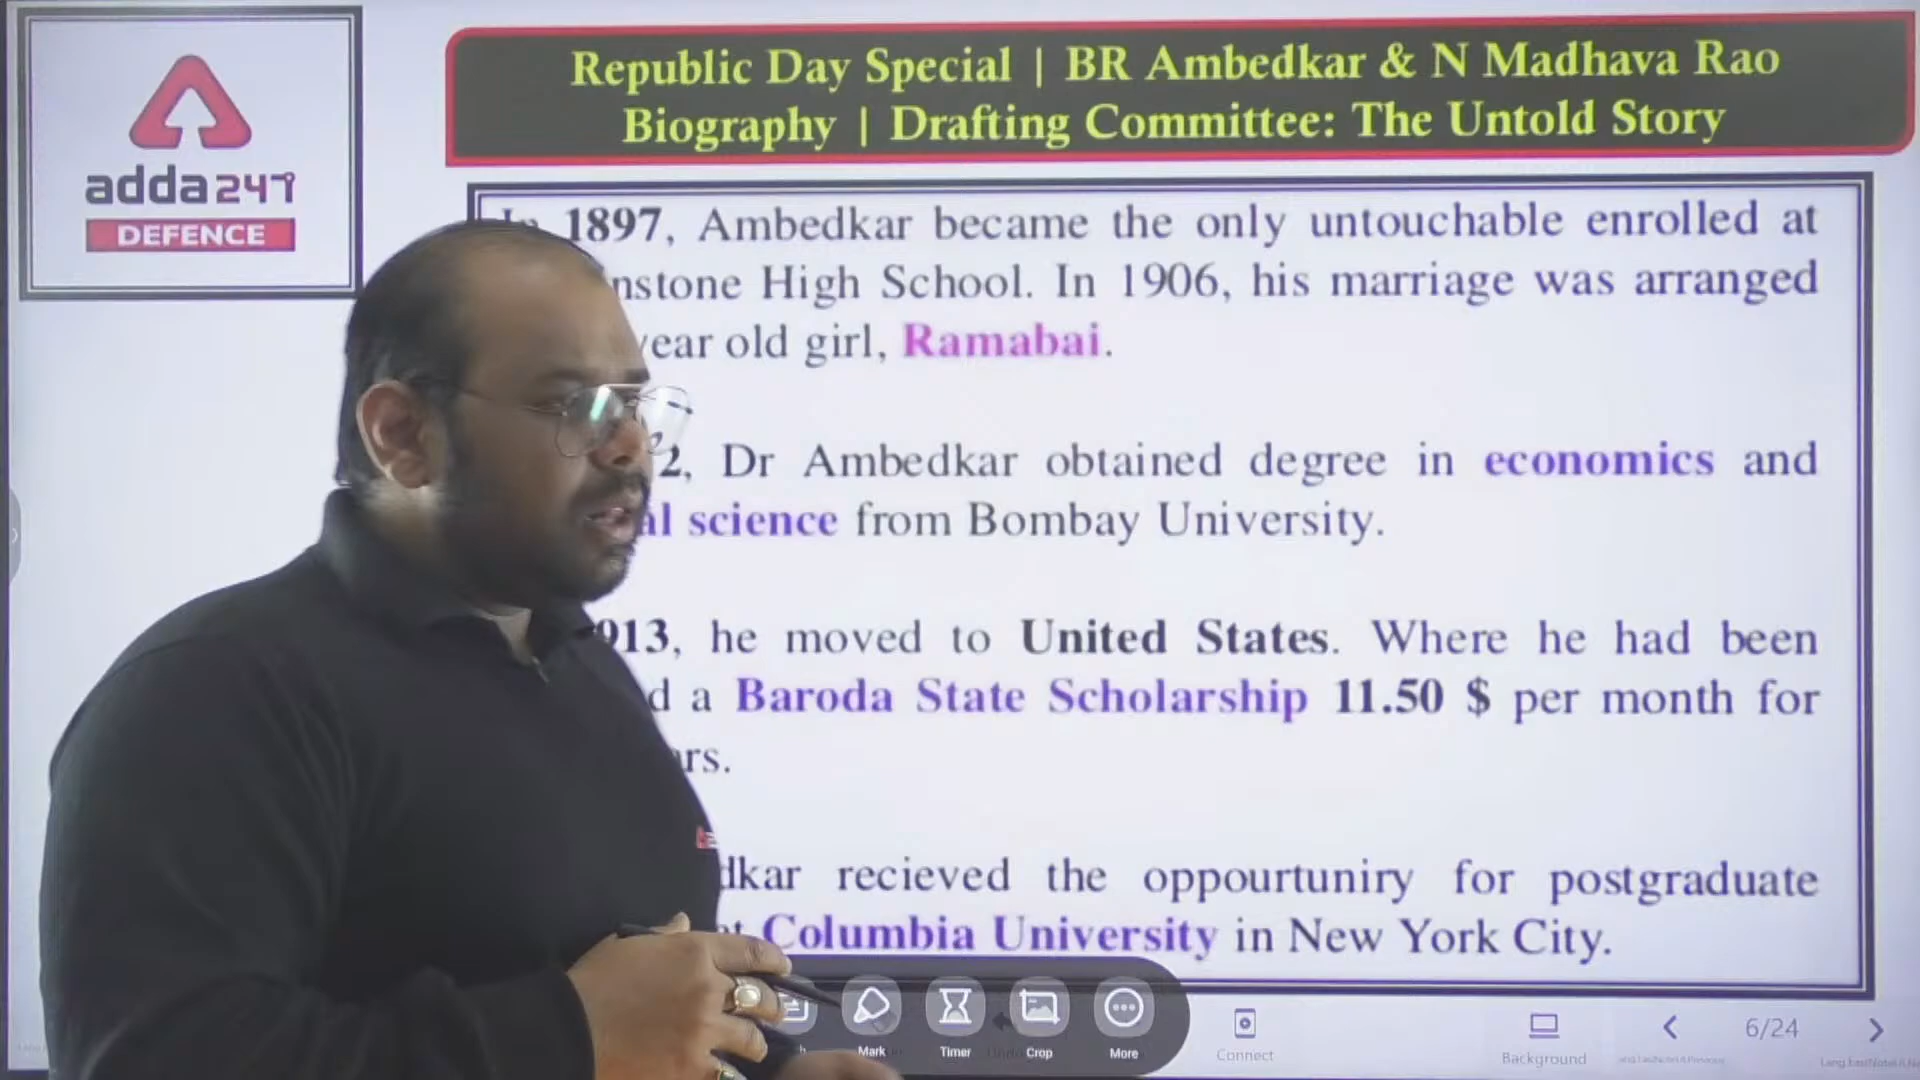 adda247
DEFENCE
Republic Day Special | BR Ambedkar & N Madhava Rao
Biography | Drafting Committee: The Untold Story
1897, Ambedkar became the only untouchable enrolled at
nstone High School. In 1906, his marriage was arranged
year old girl, Ramabai.
2, Dr Ambedkar obtained degree in economics and
al science from Bombay University.
913, he moved to United States. Where he had been
d a Baroda State Scholarship 11.50 $ per month for
rs.
dkar recieved the oppourtuniry for postgraduate
at Columbia University in New York City.
Mark
Timer
Crop
More
Connect
Background
6/24